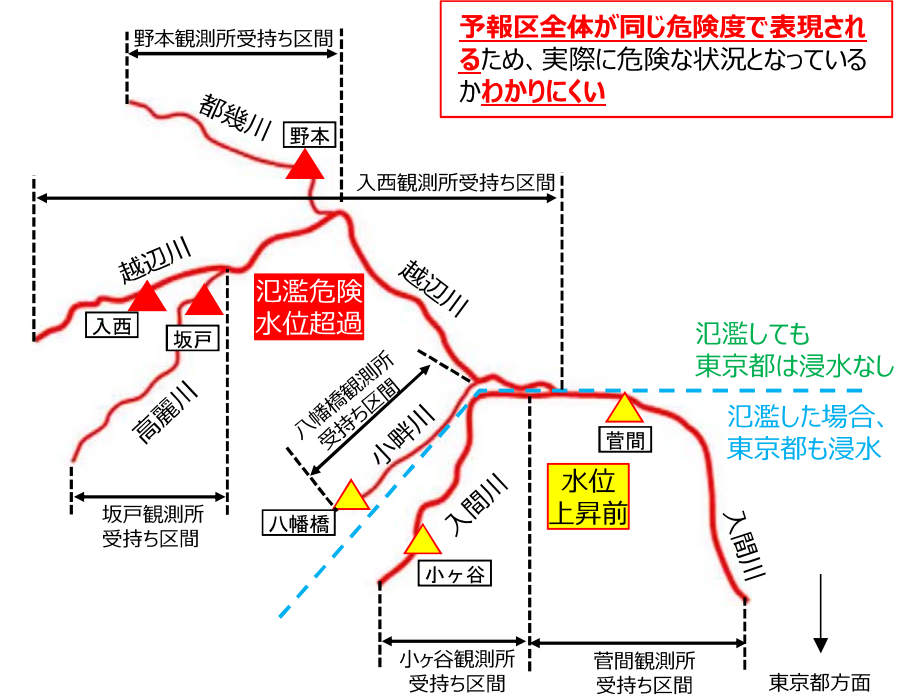 予報区全体が同じ危険度で表現され
るため、実際に危険な状況となっている
かわかりにくい
野本観測所受持ち区間
都幾川
野本
入西観測所受持ち区間
越辺川
入西
坂戸
氾濫危険
水位超過
越辺川
高麗川
氾濫しても
東京都は浸水なし
氾濫した場合、
東京都も浸水
八幡橋観測所
受持ち区間
小畔川
菅間
水位
上昇前
坂戸観測所
受持ち区間
八幡橋
入間川
小ヶ谷
入間川
小ヶ谷観測所
受持ち区間
菅間観測所
受持ち区間
東京都方面